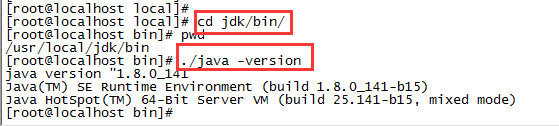 [root@localhost local]#
[root@localhost local]# cd jdk/bin/
[root@localhost bin]# pwd
/usr/local/jdk/bin
[root@localhost bin]# ./java -version
java version "1.8.0_141"
Java(TM) SE Runtime Environment (build 1.8.0_141-b15)
Java HotSpot(TM) 64-Bit Server VM (build 25.141-b15, mixed mode)
[root@localhost bin]#